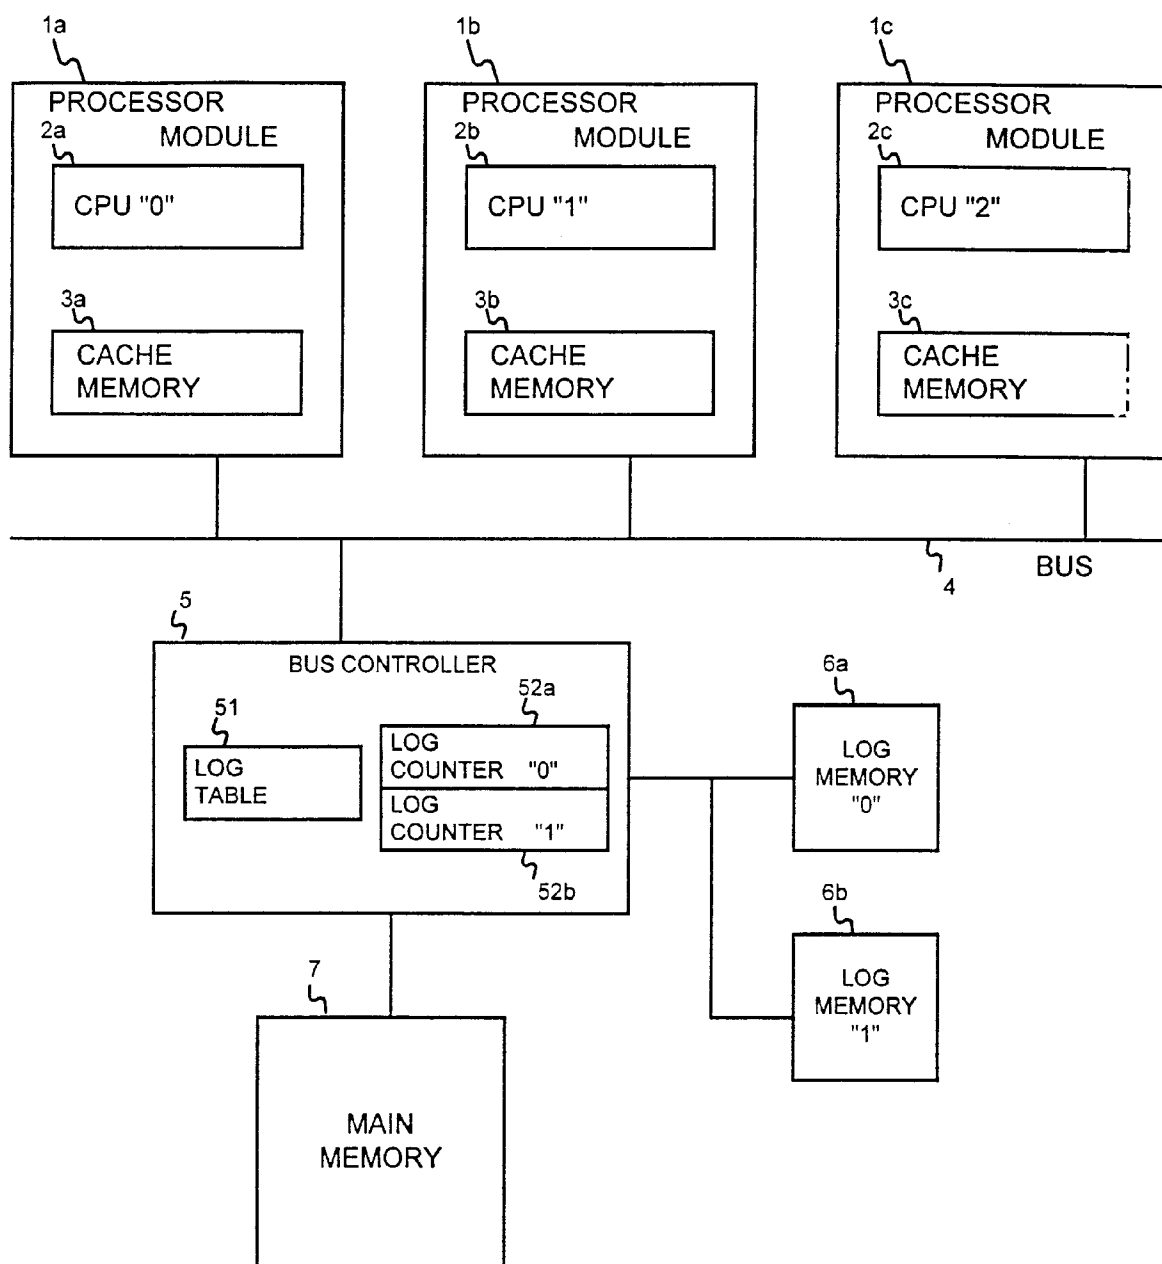 1a
1b
1c
PROCESSOR
MODULE
PROCESSOR
MODULE
PROCESSOR
MODULE
2a
2b
2c
CPU "0"
CPU "1"
CPU "2"
3a
3b
3c
CACHE
MEMORY
CACHE
MEMORY
CACHE
MEMORY
4
BUS
5
BUS CONTROLLER
51
LOG
TABLE
52a
LOG
COUNTER "0"
LOG
COUNTER "1"
52b
6a
LOG
MEMORY
"0"
6b
LOG
MEMORY
"1"
7
MAIN
MEMORY